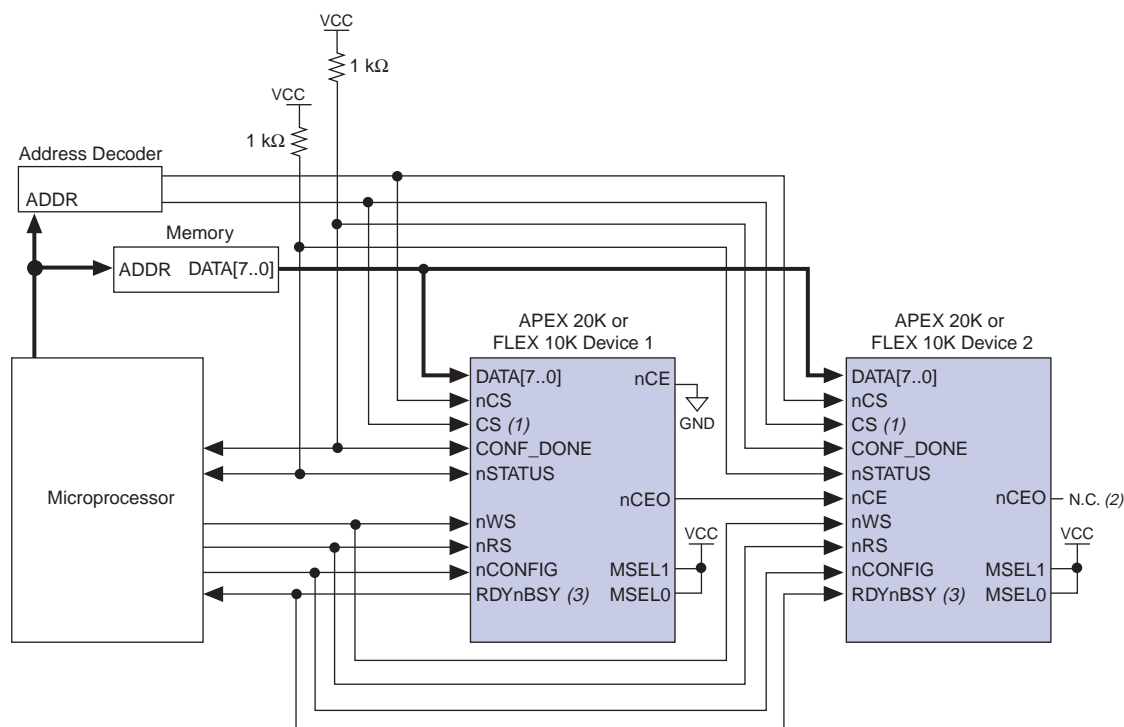 VCC
1 kΩ
VCC
1 kΩ
Address Decoder
ADDR
Memory
ADDR DATA[7..0]
APEX 20K or
FLEX 10K Device 1
DATA[7..0]
nCS
CS (1)
CONF_DONE
nSTATUS
nWS
nRS
nCONFIG
RDYnBSY (3)
nCE
GND
nCEO
VCC
MSEL1
MSEL0
Microprocessor
APEX 20K or
FLEX 10K Device 2
DATA[7..0]
nCS
CS (1)
CONF_DONE
nSTATUS
nCE
nWS
nRS
nCONFIG
RDYnBSY (3)
nCEO
N.C. (2)
VCC
MSEL1
MSEL0